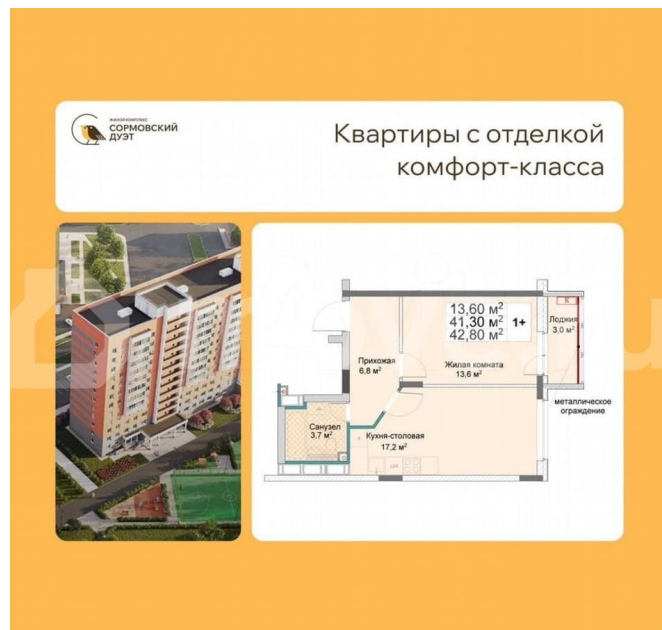 ЖИЛОЙ КОМПЛЕКС
СОРМОВСКИЙ
ДУЭТ
Квартиры с отделкой
комфорт-класса
13,60 м²
41,30 м²
42,80 м²
1+
К
Лоджия
3,0 м²
Прихожая
6,8 м²
Жилая комната
13,6 м²
металлическое
ограждение
Санузел
3,7 м²
Кухня-столовая
17,2 м²